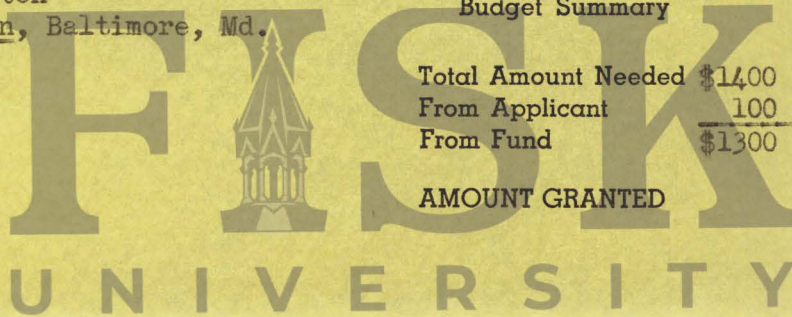 n, Baltimore, Md.
Budget Summary
Total Amount Needed $1400
From Applicant 100
From Fund $1300
AMOUNT GRANTED
FISK
UNIVERSITY